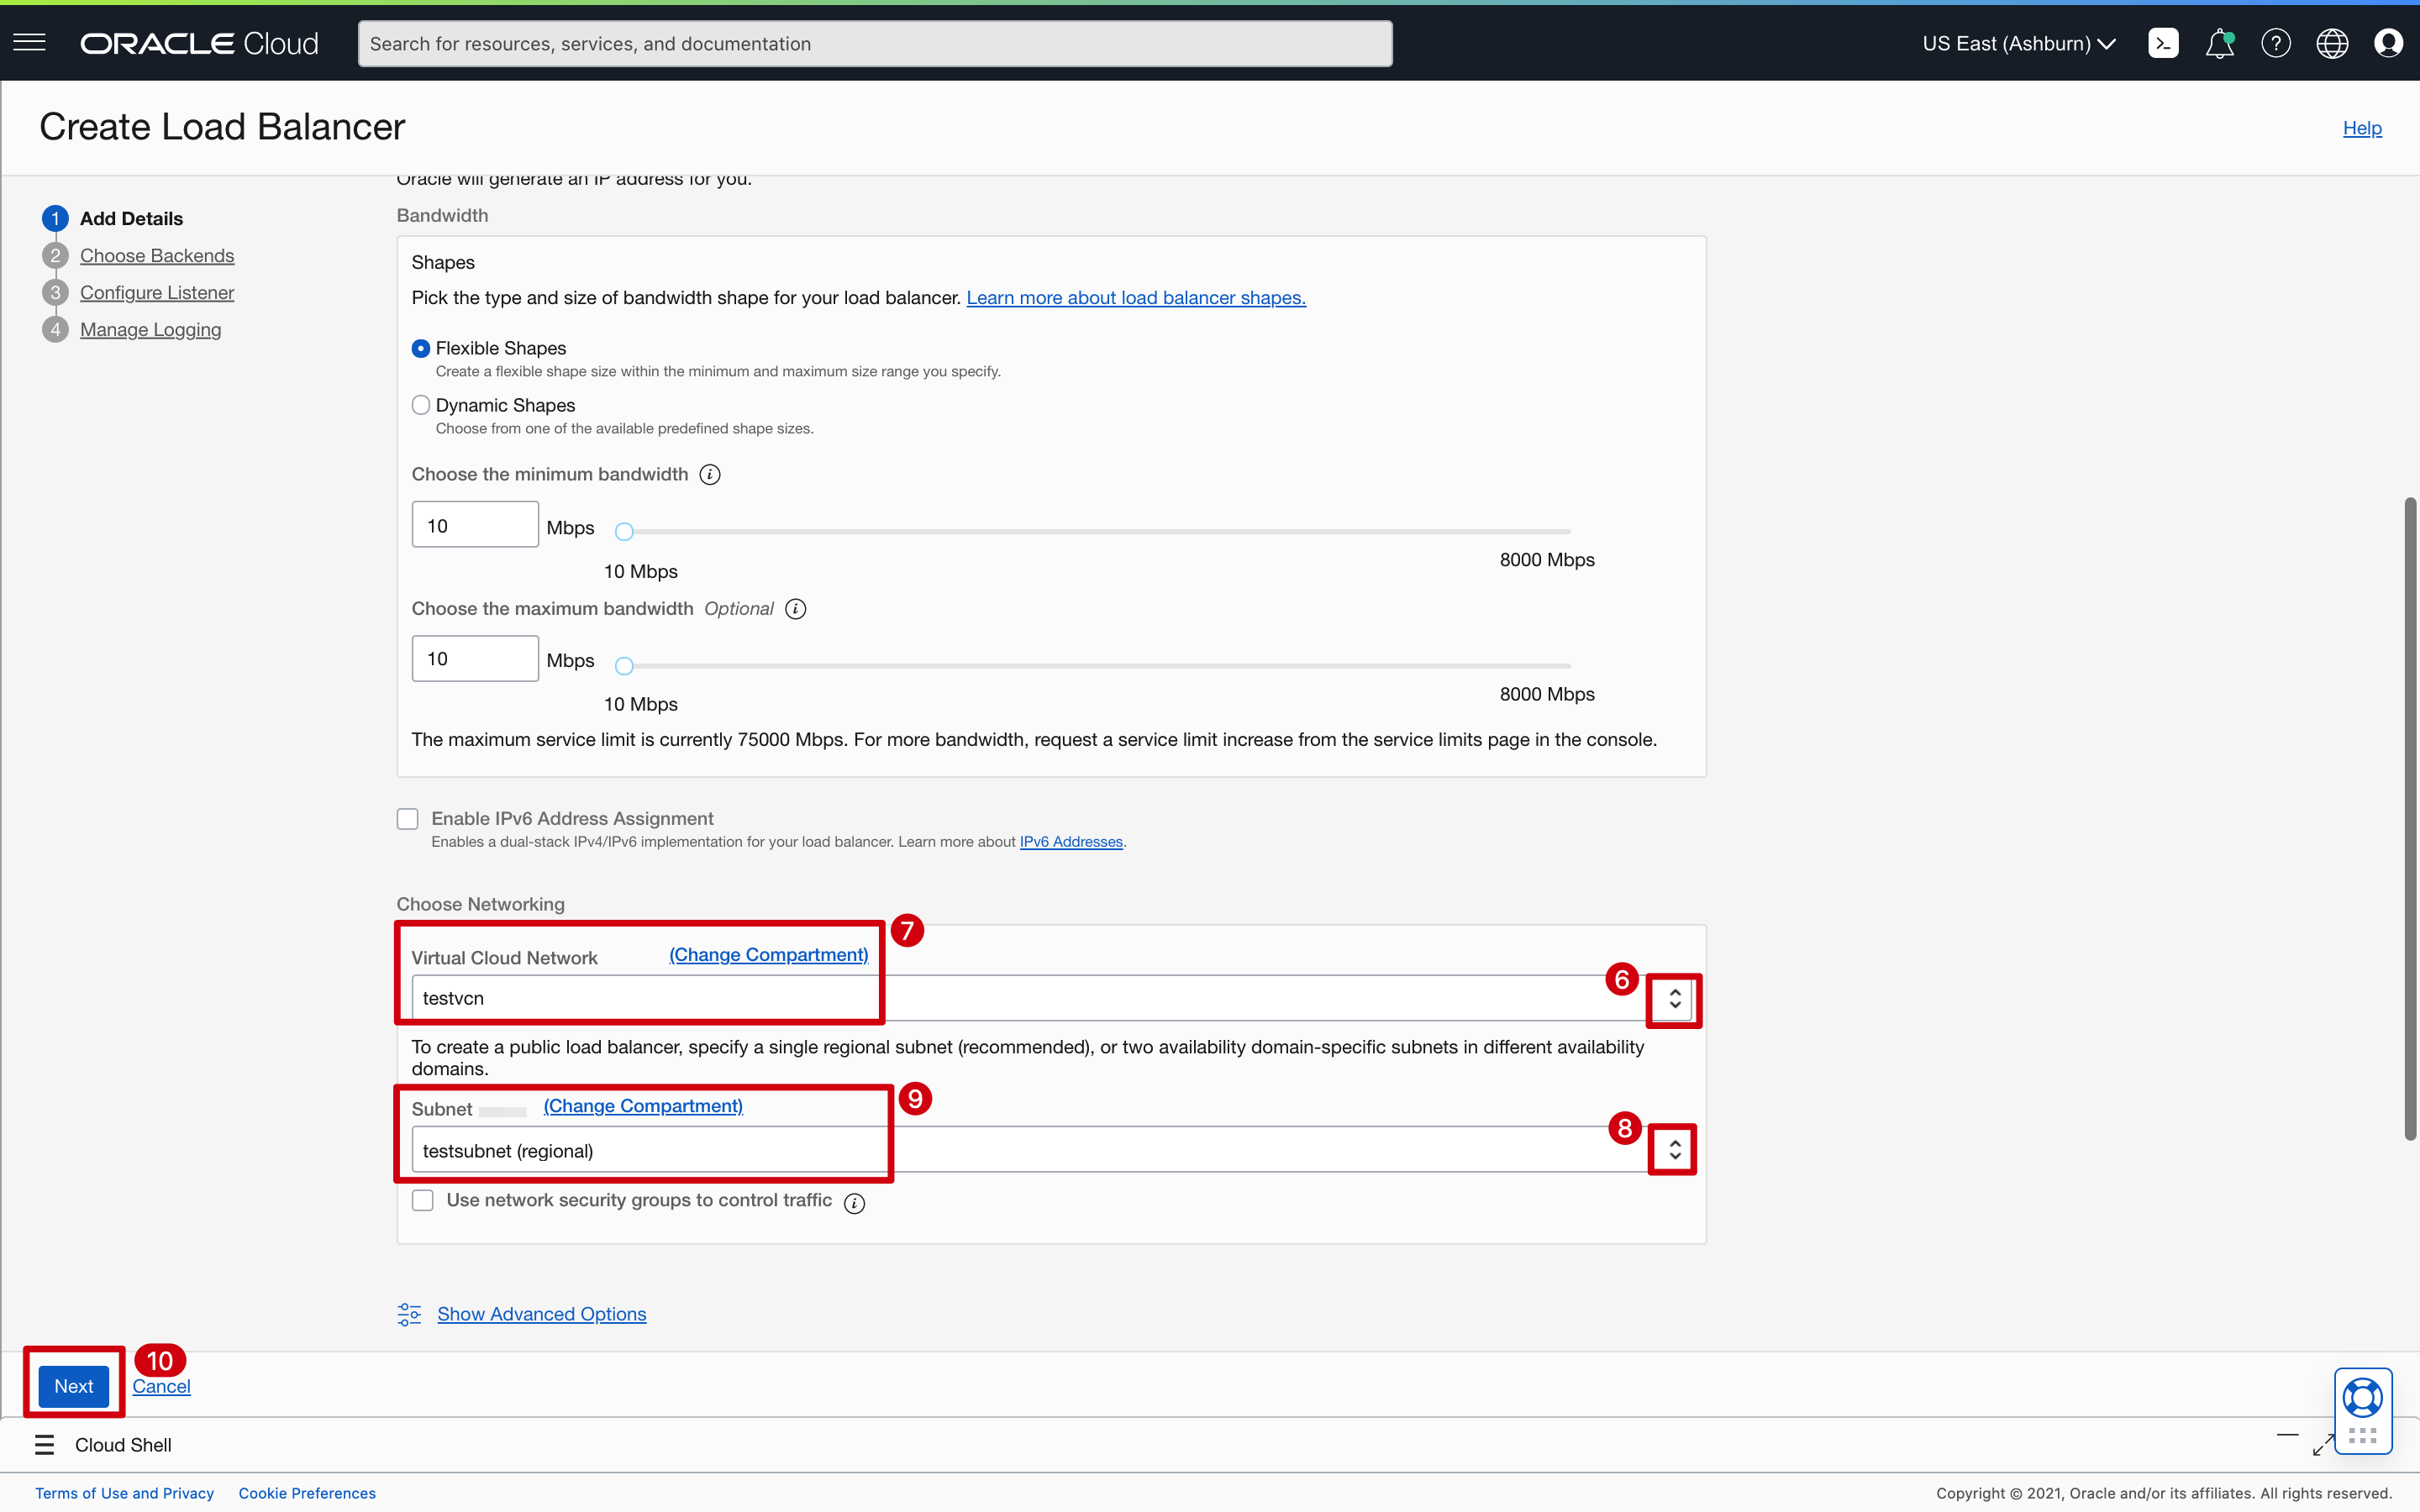 ORACLE Cloud
Search for resources, services, and documentation
US East (Ashburn)
Create Load Balancer
Help
1 Add Details
2 Choose Backends
3 Configure Listener
4 Manage Logging
Oracle will generate an IP address for you.
Bandwidth
Shapes
Pick the type and size of bandwidth shape for your load balancer. Learn more about load balancer shapes.
Flexible Shapes
Create a flexible shape size within the minimum and maximum size range you specify.
Dynamic Shapes
Choose from one of the available predefined shape sizes.
Choose the minimum bandwidth
10 Mbps
8000 Mbps
10 Mbps
Choose the maximum bandwidth Optional
10 Mbps
8000 Mbps
10 Mbps
The maximum service limit is currently 75000 Mbps. For more bandwidth, request a service limit increase from the service limits page in the console.
Enable IPv6 Address Assignment
Enables a dual-stack IPv4/IPv6 implementation for your load balancer. Learn more about IPv6 Addresses.
Choose Networking
7
Virtual Cloud Network (Change Compartment)
6
testvcn
To create a public load balancer, specify a single regional subnet (recommended), or two availability domain-specific subnets in different availability
domains.
9
Subnet (Change Compartment)
8
testsubnet (regional)
Use network security groups to control traffic
Show Advanced Options
10
Next Cancel
Cloud Shell
Terms of Use and Privacy Cookie Preferences
Copyright © 2021, Oracle and/or its affiliates. All rights reserved.